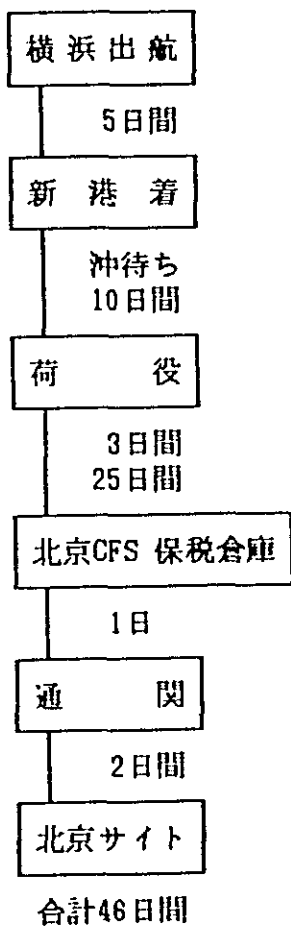 横浜出航
5日間
新港着
沖待ち
10日間
荷役
3日間
25日間
北京CFS 保税倉庫
1日
通関
2日間
北京サイト
合計46日間